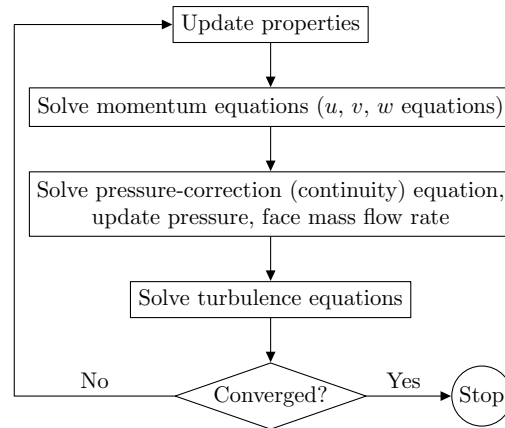 Update properties
Solve momentum equations (u, v, w equations)
Solve pressure-correction (continuity) equation,
update pressure, face mass flow rate
Solve turbulence equations
No
Converged?
Yes
Stop